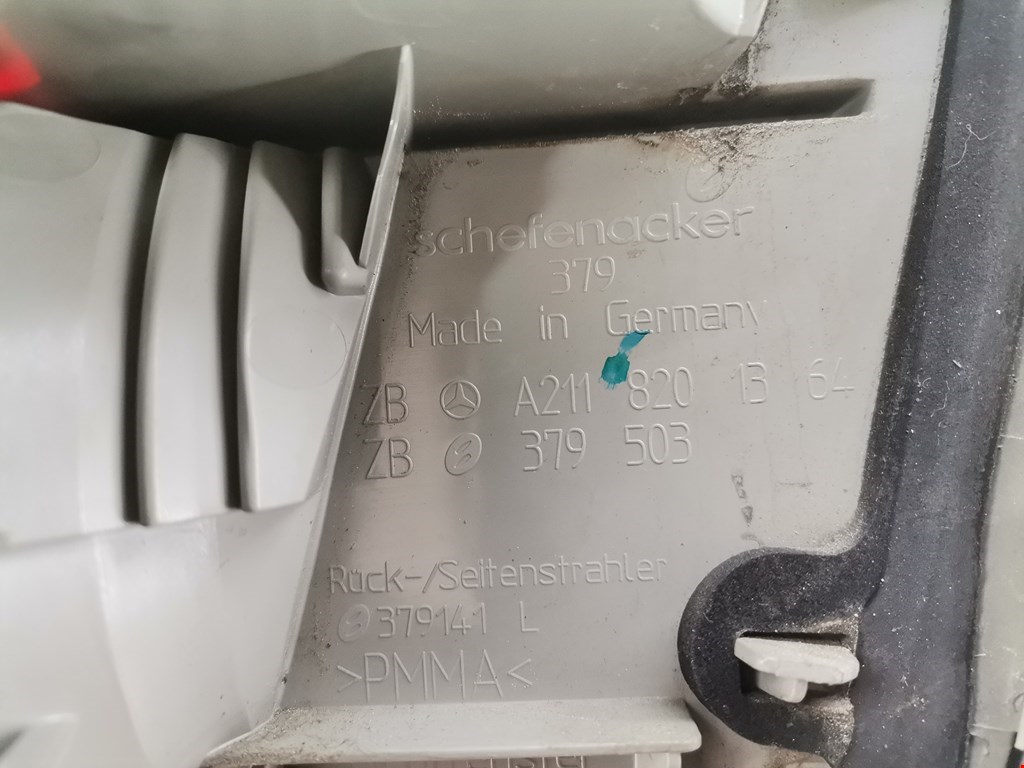 schefenacker
379
Made in Germany
ZB A211 820 13 64
ZB 379 503
Rück-/Seitenstrahler
379141 L
>PMMA<